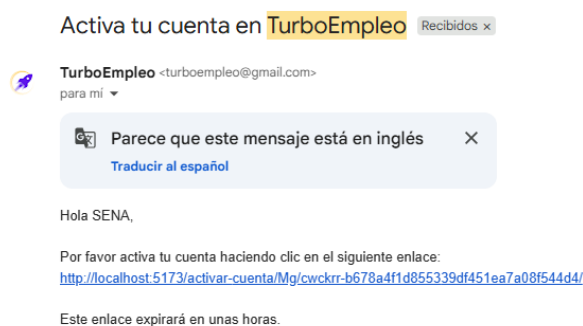 Activa tu cuenta en TurboEmpleo Recibidos ×
TurboEmpleo <turboempleo@gmail.com>
para mí
Parece que este mensaje está en inglés
Traducir al español
Hola SENA,
Por favor activa tu cuenta haciendo clic en el siguiente enlace:
http://localhost:5173/activar-cuenta/Mg/cwckrr-b678a4f1d855339df451ea7a08f544d4/
Este enlace expirará en unas horas.